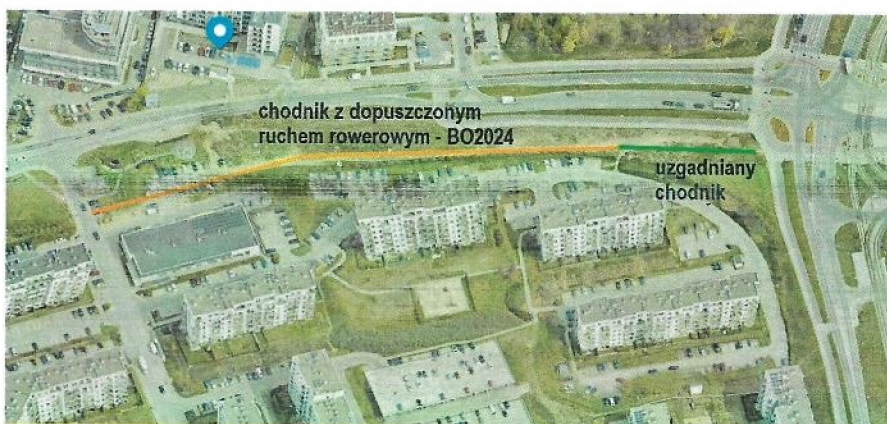 chodnik z dopuszczonym
ruchem rowerowym - BO2024
uzgadniany
chodnik